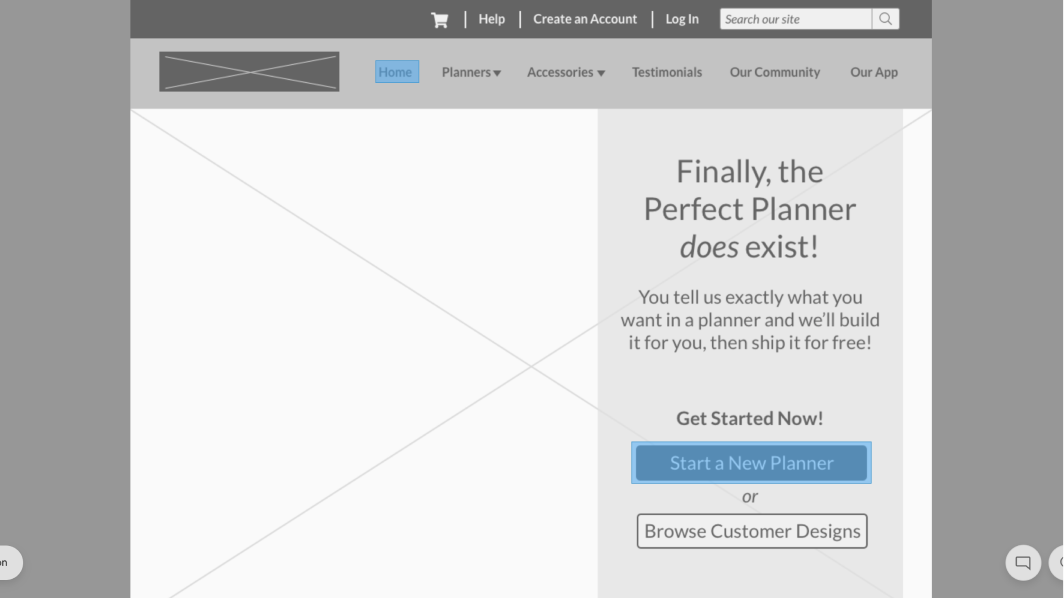 Help
Create an Account
Log In
Search our site
Home
Planners
Accessories
Testimonials
Our Community
Our App
Finally, the
Perfect Planner
does exist!
You tell us exactly what you
want in a planner and we'll build
it for you, then ship it for free!
Get Started Now!
Start a New Planner
or
Browse Customer Designs